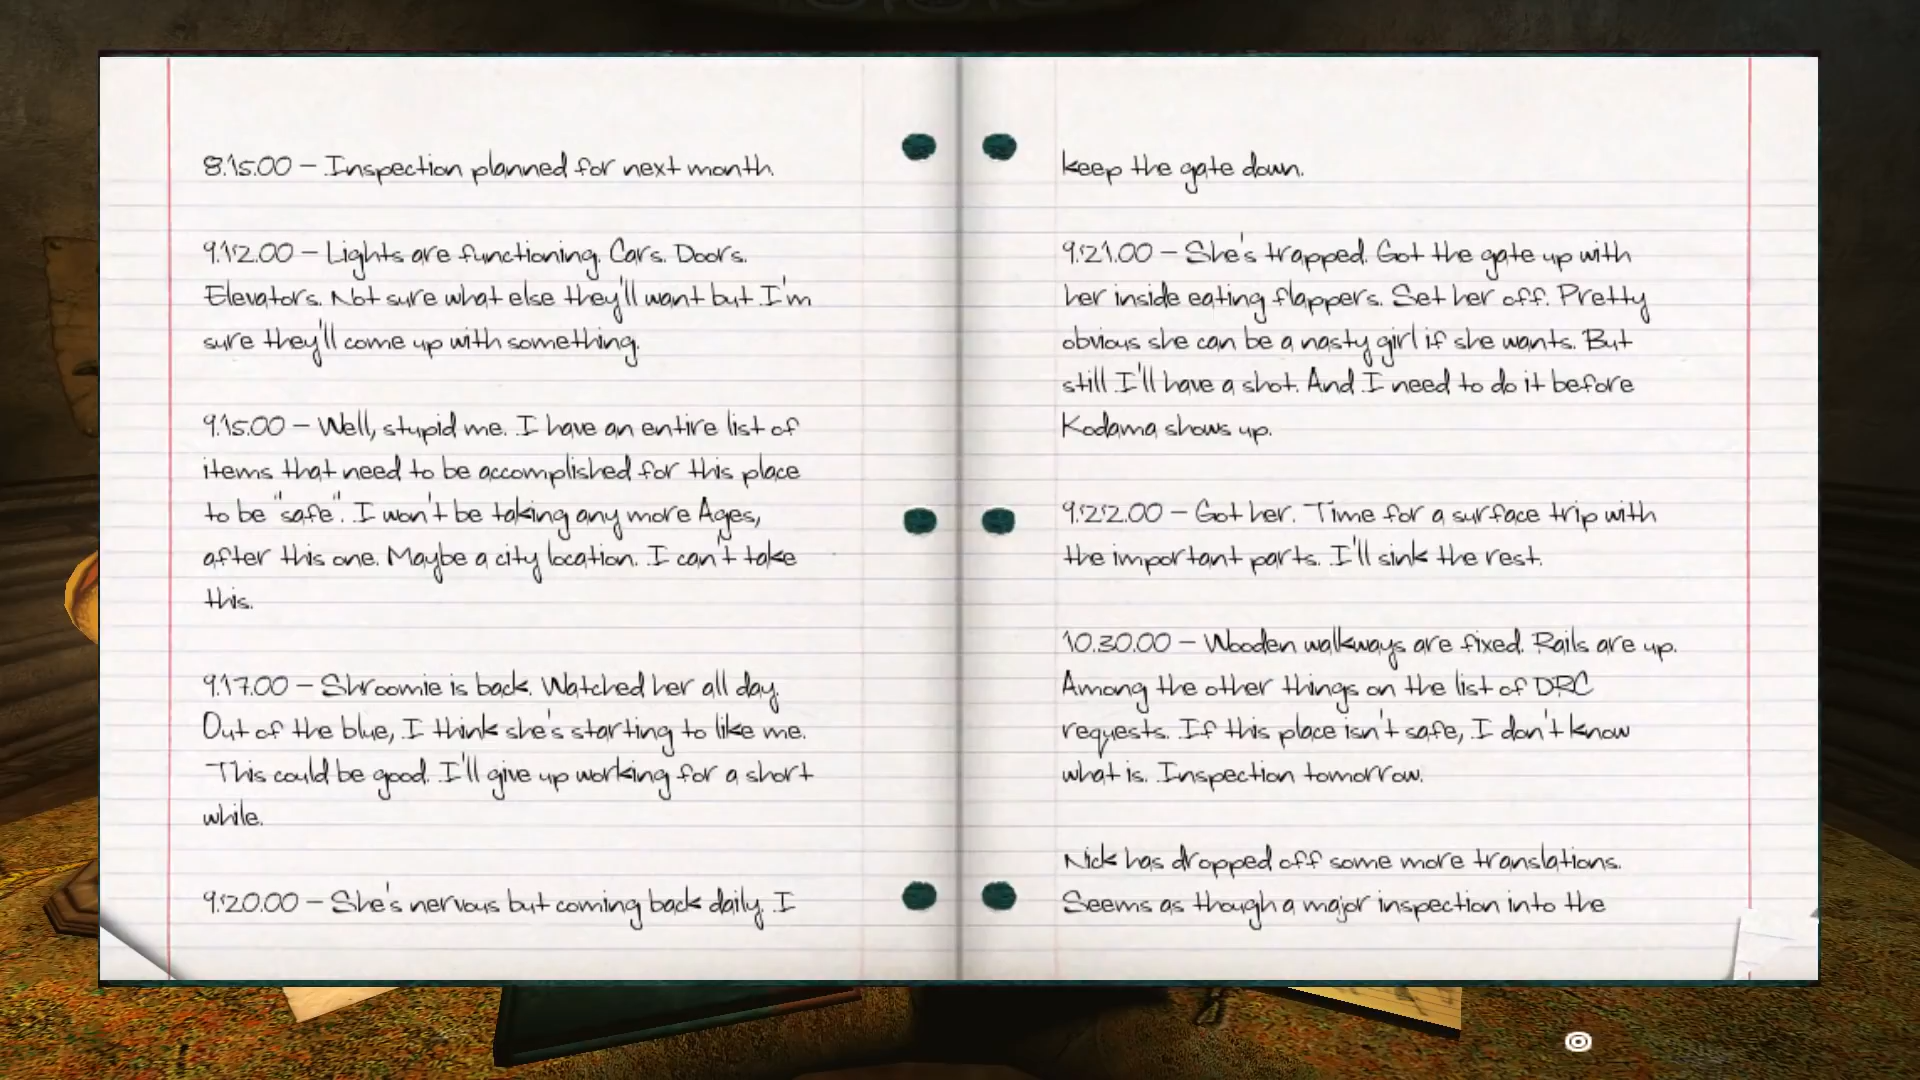 8.15.00 - Inspection planned for next month.
9.12.00 - Lights are functioning. Cars. Doors.
Elevators. Not sure what else they'll want but I'm
sure they'll come up with something.
9.15.00 - Well, stupid me. I have an entire list of
items that need to be accomplished for this place
to be "safe". I won't be taking any more Ages,
after this one. Maybe a city location. I can't take
this.
9.17.00 - Shroomie is back. Watched her all day.
Out of the blue, I think she's starting to like me.
This could be good. I'll give up working for a short
while.
9.20.00 - She's nervous but coming back daily. I
keep the gate down.
9.21.00 - She's trapped. Got the gate up with
her inside eating flappers. Set her off. Pretty
obvious she can be a nasty girl if she wants. But
still I'll have a shot. And I need to do it before
Kodama shows up.
9.22.00 - Got her. Time for a surface trip with
the important parts. I'll sink the rest.
10.30.00 - Wooden walkways are fixed. Rails are up.
Among the other things on the list of DRC
requests. If this place isn't safe, I don't know
what is. Inspection tomorrow.
Nick has dropped off some more translations.
Seems as though a major inspection into the